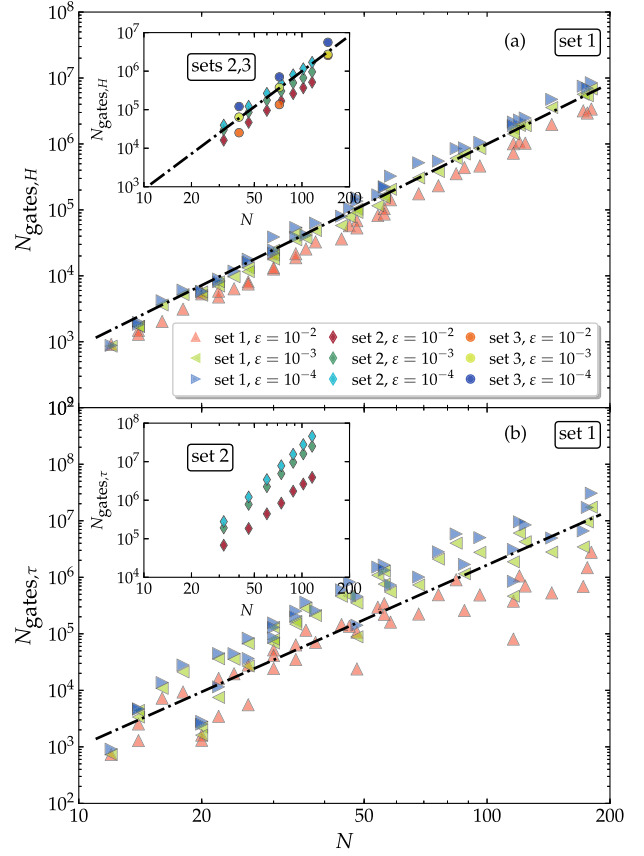 (a)
set 1
sets 2,3
N_gates,H
10^8
10^7
10^6
10^5
10^4
10^3
10^2
N_gates,H
10^7
10^6
10^5
10^4
10^3
10 20 50 100 200
N
set 1, ε = 10^−2 set 2, ε = 10^−2 set 3, ε = 10^−2
set 1, ε = 10^−3 set 2, ε = 10^−3 set 3, ε = 10^−3
set 1, ε = 10^−4 set 2, ε = 10^−4 set 3, ε = 10^−4
(b)
set 1
set 2
N_gates,τ
10^8
10^7
10^6
10^5
10^4
10^3
10^2
N_gates,τ
10^8
10^7
10^6
10^5
10^4
10 20 50 100 200
N
10 20 50 100 200
N